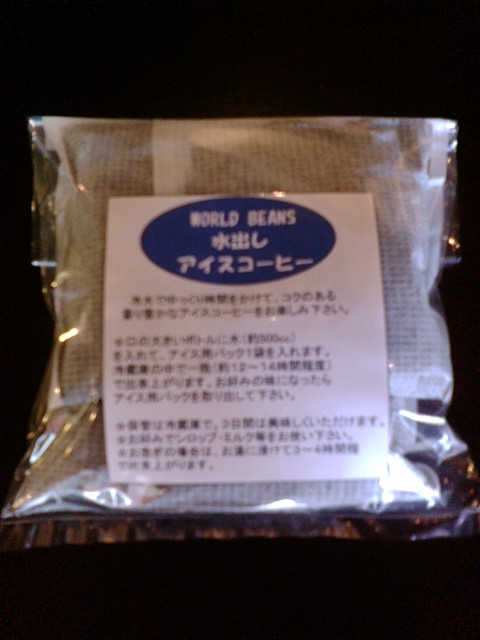 WORLD BEANS
水出し
アイスコーヒー
冷水でゆっくり時間をかけて、コクのある
香り豊かなアイスコーヒーをお楽しみ下さい。
※口の大きいボトルに水(約500cc)
を入れて、アイス用パック1袋を入れます。
冷蔵庫の中で一晩(約12～14時間程度)
で出来上がります。お好みの味になったら
アイス用パックを取り出して下さい。
※保管は冷蔵庫で。3日間は美味しくいただけます。
※お好みでシロップ・ミルク等をお使い下さい。
※お急ぎの場合は、お湯に浸けて3～4時間程
で出来上がります。